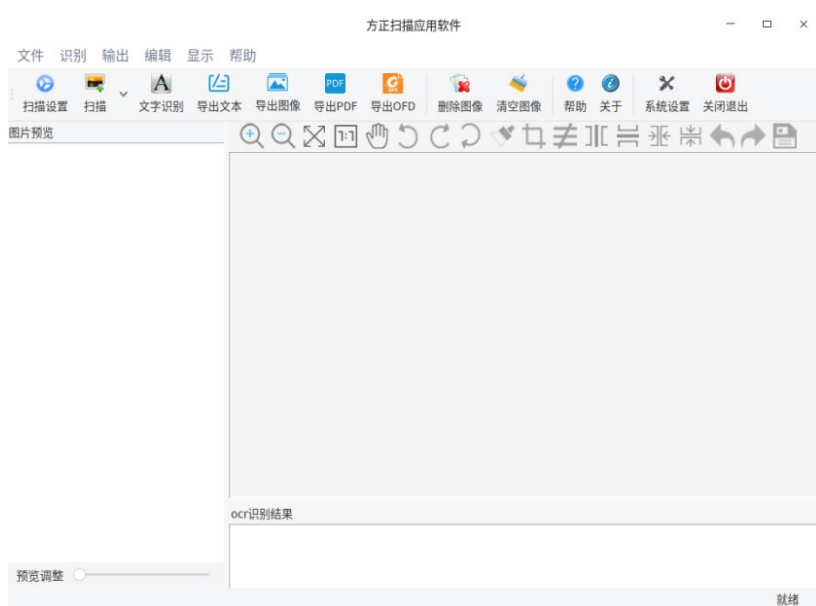 方正扫描应用软件
文件 识别 输出 编辑 显示 帮助
PDF
扫描设置 扫描 文字识别 导出文本 导出图像 导出PDF 导出OFD 删除图像 清空图像 帮助 关于 系统设置 关闭退出
图片预览
1:1
ocr识别结果
预览调整
就绪